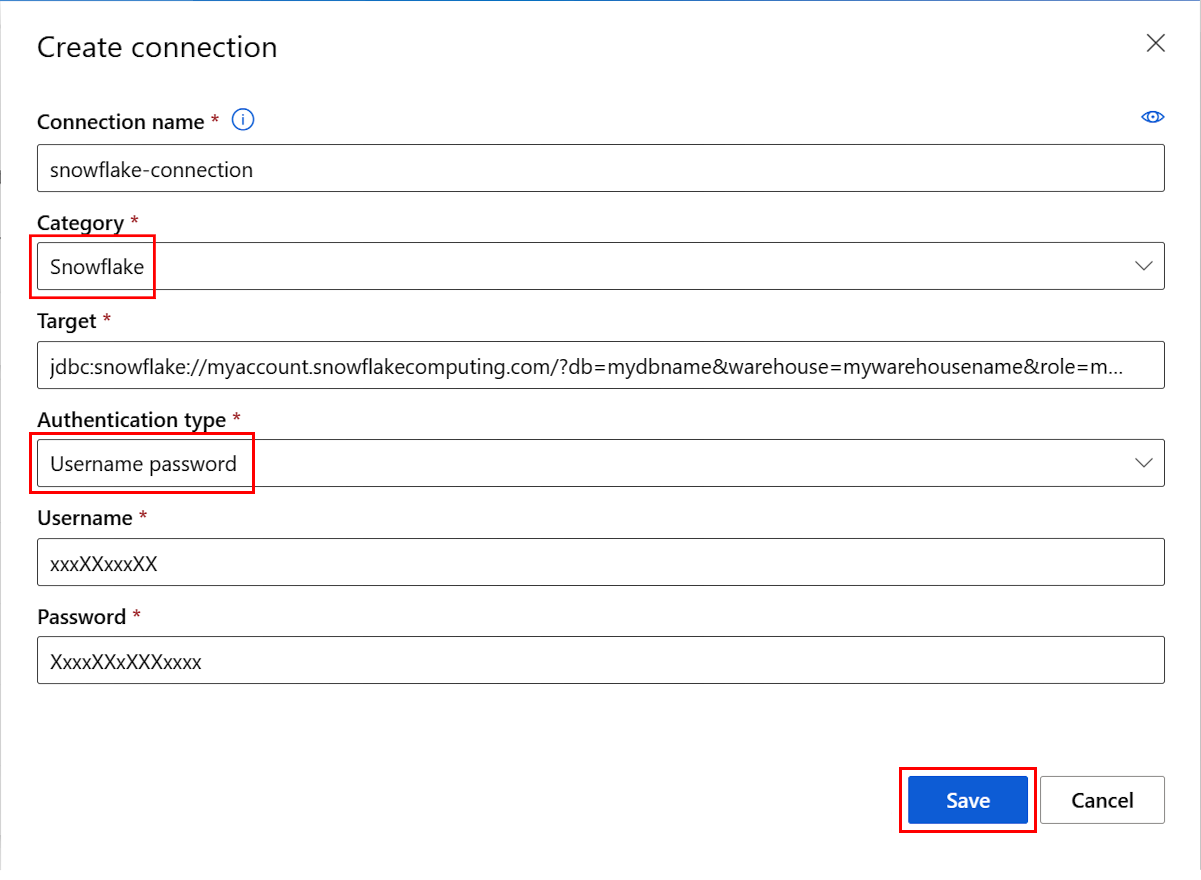 Create connection
Connection name *
snowflake-connection
Category *
Snowflake
Target *
jdbc:snowflake://myaccount.snowflakecomputing.com/?db=mydbname&warehouse=mywarehousename&role=m...
Authentication type *
Username password
Username *
xxxXXxxxXX
Password *
XxxxXXxXXXxxxx
Save
Cancel